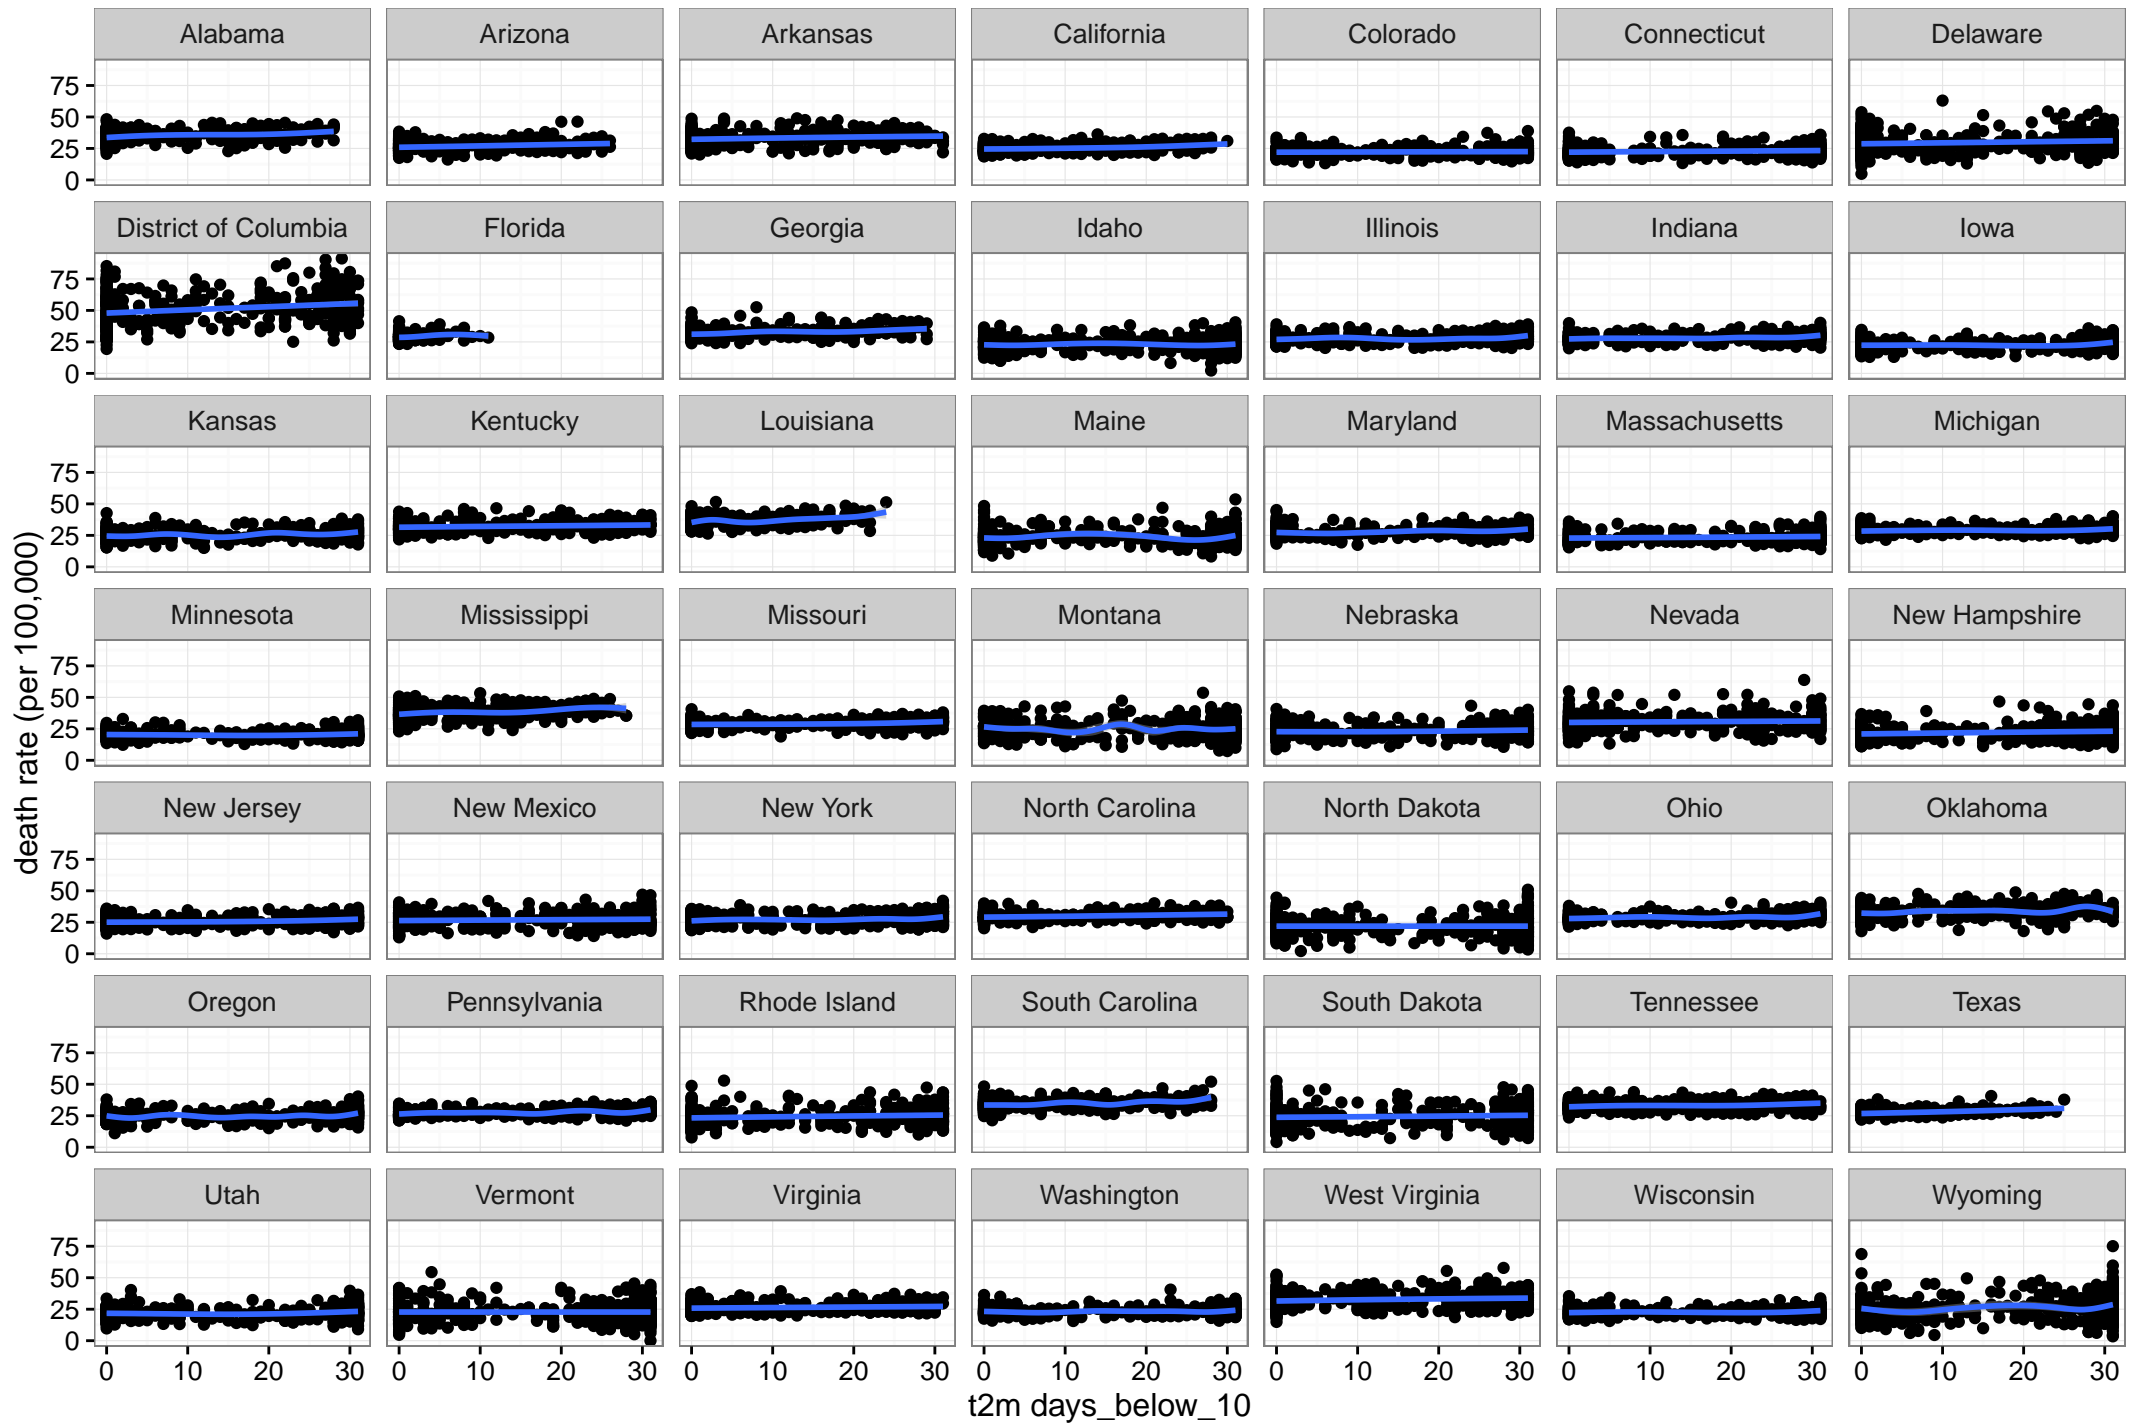 Alabama Arizona Arkansas California Colorado Connecticut Delaware
75
50
25
0
District of Columbia Florida Georgia Idaho Illinois Indiana Iowa
75
50
25
0
Kansas Kentucky Louisiana Maine Maryland Massachusetts Michigan
75
50
25
0
Minnesota Mississippi Missouri Montana Nebraska Nevada New Hampshire
75
50
25
0
New Jersey New Mexico New York North Carolina North Dakota Ohio Oklahoma
75
50
25
0
Oregon Pennsylvania Rhode Island South Carolina South Dakota Tennessee Texas
75
50
25
0
Utah Vermont Virginia Washington West Virginia Wisconsin Wyoming
75
50
25
0
0 10 20 30 0 10 20 30 0 10 20 30 0 10 20 30 0 10 20 30 0 10 20 30 0 10 20 30
t2m days_below_10
death rate (per 100,000)